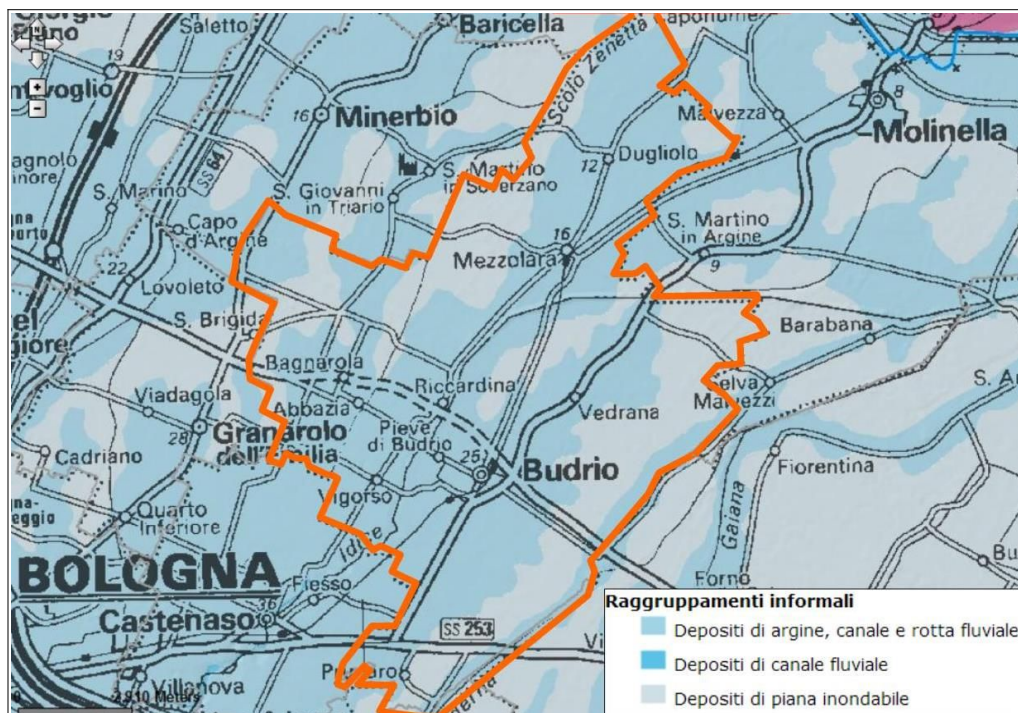 Saletto
Baricella
19
Scolo Zenetta
16
Minerbio
Malvezza
8
Molinella
SS 64
Dugliolo
12
S. Martino
in Soverzano
S. Marino
S. Giovanni
in Triario
Capo
d'Argine
S. Martino
in Argine
16
Mezzolara
9
22
Lovoleto
S. Brigida
Barabana
Bagnarola
Riccardina
Selva
Malvezzi
Viadagola
Abbazia
Vedrana
28
Granarolo
dell'Emilia
Pieve
di Budrio
25
Budrio
Cadriano
Fiorentina
Vigorso
Quarto
Inferiore
Idice
Gaiana
BOLOGNA
Fiesso
36
Castenaso
SS 253
Villanova
Raggruppamenti informali
Depositi di argine, canale e rotta fluviale
Depositi di canale fluviale
Depositi di piana inondabile